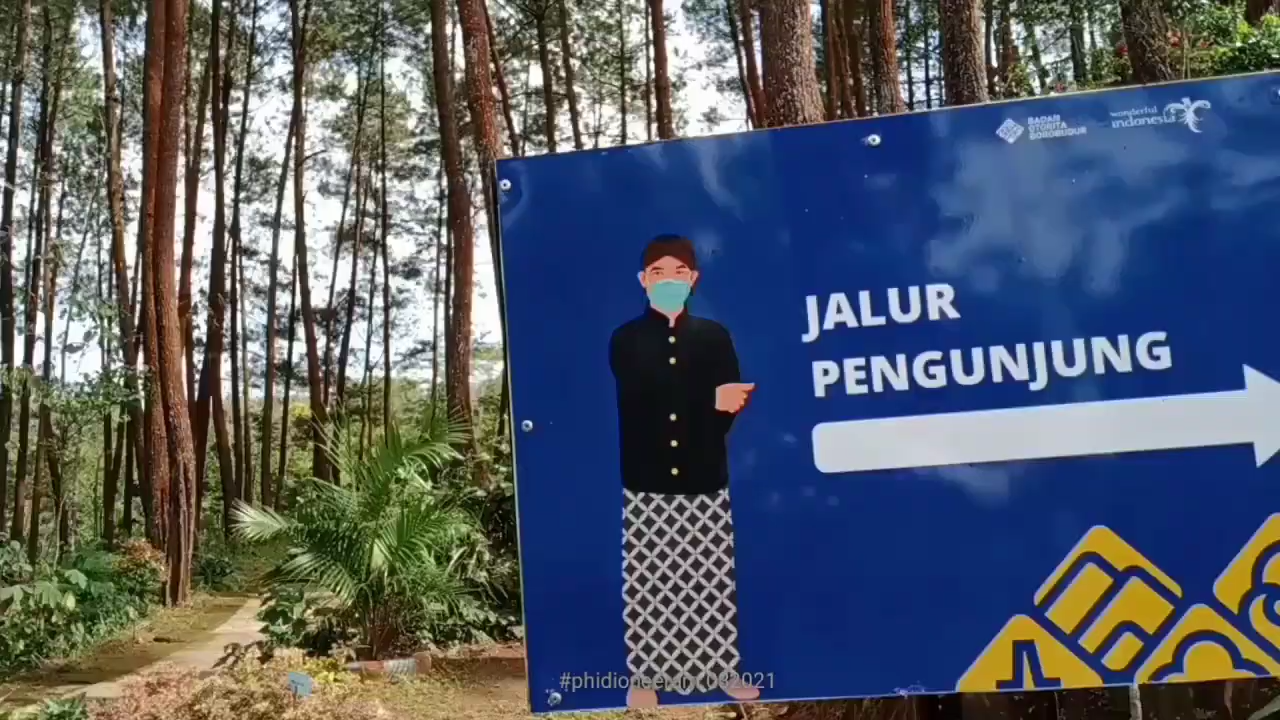 BADAN
OTORITA
BOROBUDUR
wonderful
indonesia
JALUR
PENGUNJUNG